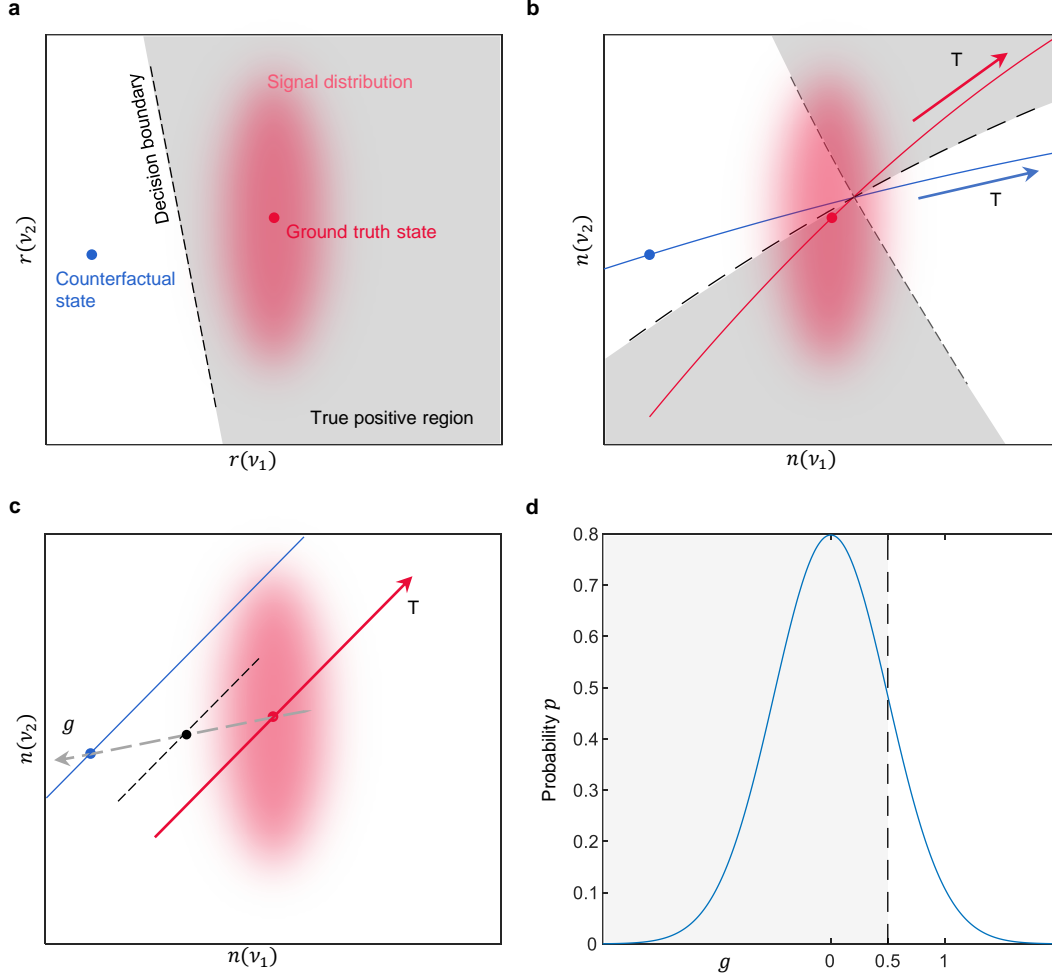 a
Signal distribution
Decision boundary
Ground truth state
Counterfactual
state
True positive region
r(ν₂)
r(ν₁)
b
T
T
n(ν₂)
n(ν₁)
c
T
g
n(ν₂)
n(ν₁)
d
0.8
0.7
0.6
0.5
0.4
0.3
0.2
0.1
0
Probability p
g
0
0.5
1